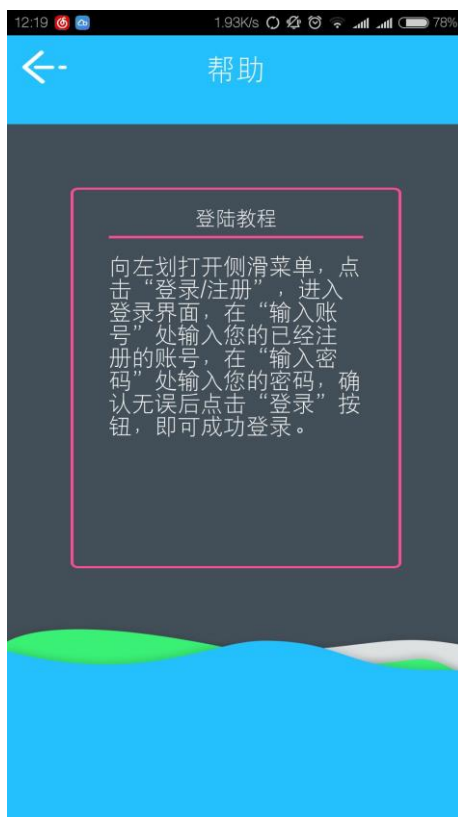 12:19 1.93K/s 78%
帮助
登陆教程
向左划打开侧滑菜单，点
击“登录/注册”，进入
登录界面，在“输入账
号”处输入您的已经注
册的账号，在“输入密
码”处输入您的密码，确
认无误后点击“登录”按
钮，即可成功登录。